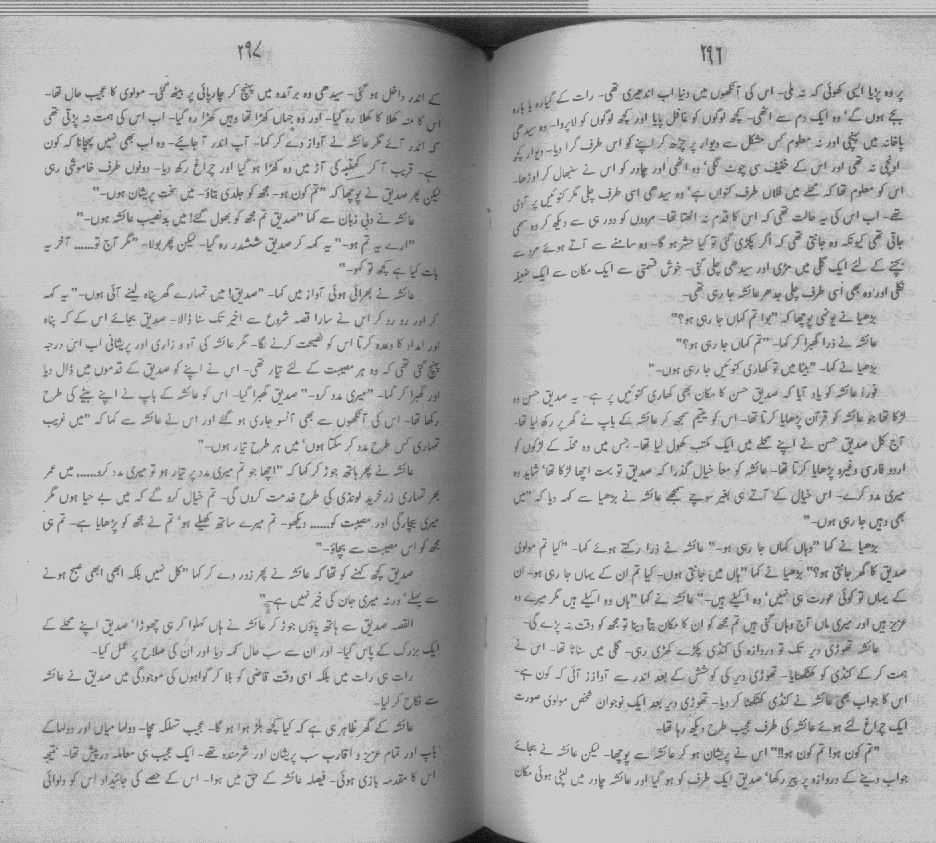 ۲۹۶
پر وہ پڑیا ایسی کھوئی کہ نہ ملی۔ اس کی آنکھوں میں دنیا اب اندھیری تھی۔ رات کے گیارہ یا بارہ
بجے ہوں گے، وہ ایک دم سے اٹھی۔ کچھ لوگوں کو غافل پایا اور کچھ لوگوں کو لاپروا۔ وہ سیدھی
پاخانہ میں پہنچی اور نہ معلوم کس مشکل سے دیوار پر چڑھ کر اپنے کو اس طرف گرا دیا۔ دیوار کچھ
اونچی نہ تھی اور اس کے خفیف سی چوٹ لگی، وہ اٹھی اور چادر کو اس نے سنبھال کر اوڑھا۔
اس کو معلوم تھا کہ محلے میں فلاں طرف کنواں ہے، وہ سیدھی اسی طرف چلی مگر کنوئیں پر آدمی
تھے۔ اب اس کی یہ حالت تھی کہ اس کا قدم نہ اٹھتا تھا۔ مردوں کو دور ہی سے دیکھ کر وہ سہمی
جاتی تھی کیونکہ وہ جانتی تھی کہ اگر پکڑی گئی تو کیا حشر ہو گا۔ وہ سامنے سے آتے ہوئے مردے
بچنے کے لئے ایک گلی میں مڑی اور سیدھی چلی گئی۔ خوش قسمتی سے ایک مکان سے ایک ضعیفہ
نکلی اور وہ بھی اسی طرف چلی جدھر عائشہ جا رہی تھی۔
بڑھیا نے یونہی پوچھا کہ "بوا تم کہاں جا رہی ہو؟"
عائشہ نے ذرا گھبرا کر کہا۔ "تم کہاں جا رہی ہو؟"
بڑھیا نے کہا۔ "بیٹا میں تو کھاری کنوئیں جا رہی ہوں۔"
فوراً عائشہ کو یاد آیا کہ صدیق حسن کا مکان بھی کھاری کنوئیں پر ہے۔ یہ صدیق حسن وہ
لڑکا تھا جو عائشہ کو قرآن پڑھایا کرتا تھا۔ اس کو یتیم سمجھ کر عائشہ کے باپ نے گھر پر رکھ لیا تھا۔
آج کل صدیق حسن نے اپنے محلے میں ایک مکتب کھول لیا تھا۔ جس میں وہ محلہ کے لڑکوں کو
اردو فارسی وغیرہ پڑھایا کرتا تھا۔ عائشہ کو معاً خیال گذرا کہ صدیق تو بہت اچھا لڑکا تھا، شاید وہ
میری مدد کرے۔ اس خیال کے آتے ہی بغیر سوچے سمجھے عائشہ نے بڑھیا سے کہہ دیا کہ "میں
بھی وہیں جا رہی ہوں۔"
بڑھیا نے کہا "وہاں کہاں جا رہی ہو۔" عائشہ نے ذرا رکتے ہوئے کہا۔ "کیا تم مولوی
صدیق کا گھر جانتی ہو؟" بڑھیا نے کہا "ہاں میں جانتی ہوں۔ کیا تم ان کے یہاں جا رہی ہو۔ ان
کے یہاں تو کوئی عورت ہی نہیں، وہ اکیلے ہیں۔" عائشہ نے کہا "ہاں وہ اکیلے ہیں مگر میرے وہ
عزیز ہیں اور میری ماں آج وہاں گئی ہیں تم مجھ کو ان کا مکان بتا دینا تو مجھ کو دقت نہ پڑے گی۔
عائشہ تھوڑی دیر تک تو دروازہ کی کنڈی پکڑے کھڑی رہی۔ گلی میں سناٹا تھا۔ اس نے
ہمت کر کے کنڈی کو کھٹکھٹایا۔ تھوڑی دیر کی کوشش کے بعد اندر سے آواز آئی کہ کون ہے۔
اس کا جواب بھی عائشہ نے کنڈی کھٹکھٹا کر دیا۔ تھوڑی دیر بعد ایک نوجوان شخص مولوی صورت
ایک چراغ لئے ہوئے عائشہ کی طرف عجیب طرح دیکھ رہا تھا۔
"تم کون ہو! تم کون ہو!!" اس نے پریشان ہو کر عائشہ سے پوچھا۔ لیکن عائشہ نے بجائے
جواب دینے کے دروازہ پر پیر رکھا، صدیق ایک طرف کو ہو گیا اور عائشہ چادر میں لپٹی ہوئی مکان
۲۹۷
کے اندر داخل ہو گئی۔ سیدھی وہ برآمدہ میں پہنچ کر چارپائی پر بیٹھ گئی۔ مولوی کا عجیب حال تھا۔
اس کا منہ کھلا کا کھلا رہ گیا۔ اور وہ جہاں کھڑا تھا وہیں کھڑا رہ گیا۔ اب اس کی ہمت نہ پڑتی تھی
کہ اندر آئے مگر عائشہ نے آواز دے کر کہا۔ آپ اندر آ جائیے۔ وہ اب بھی نہیں پہچانا کہ کون
ہے۔ قریب آ کر کی آڑ میں وہ کھڑا ہو گیا اور چراغ رکھ دیا۔ دونوں طرف خاموشی رہی
لیکن پھر صدیق نے پوچھا کہ "تم کون ہو۔ مجھ کو جلدی بتاؤ۔ میں سخت پریشان ہوں۔"
عائشہ نے دبی زبان سے کہا "صدیق تم مجھ کو بھول گئے! میں بدنصیب عائشہ ہوں۔"
"ارے یہ تم ہو۔" یہ کہہ کر صدیق ششدر رہ گیا۔ لیکن پھر بولا۔ "مگر آج تو...... آخر یہ
بات کیا ہے کچھ تو کہو۔"
عائشہ نے بھرائی ہوئی آواز میں کہا۔ "صدیق! میں تمہارے گھر پناہ لینے آئی ہوں۔" یہ کہہ
کر اور رو رو کر اس نے سارا قصہ شروع سے اخیر تک سنا ڈالا۔ صدیق بجائے اس کے کہ پناہ
اور امداد کا وعدہ کرتا اس کو نصیحت کرنے لگا۔ مگر عائشہ کی آہ و زاری اور پریشانی اب اس درجہ
پہنچ گئی تھی کہ وہ ہر مصیبت کے لئے تیار تھی۔ اس نے اپنے کو صدیق کے قدموں میں ڈال دیا
اور گھبرا کر کہا۔ "میری مدد کرو۔" صدیق گھبرا گیا۔ اس کو عائشہ کے باپ نے اپنے بیٹے کی طرح
رکھا تھا۔ اس کی آنکھوں سے بھی آنسو جاری ہو گئے اور اس نے عائشہ سے کہا کہ "میں غریب
تمہاری کس طرح مدد کر سکتا ہوں، میں ہر طرح تیار ہوں۔"
عائشہ نے پھر ہاتھ جوڑ کر کہا کہ "اچھا جو تم میری مدد پر تیار ہو تو میری مدد کرو...... میں عمر
بھر تمہاری زر خرید لونڈی کی طرح خدمت کروں گی۔ تم خیال کرو گے کہ میں بے حیا ہوں مگر
میری بیچارگی اور مصیبت کو...... دیکھو۔ تم میرے ساتھ کھیلے ہو، تم نے مجھ کو پڑھایا ہے۔ تم ہی
مجھ کو اس مصیبت سے بچاؤ۔"
صدیق کچھ کہنے کو تھا کہ عائشہ نے پھر زور دے کر کہا "کل نہیں بلکہ ابھی ابھی صبح ہونے
سے پہلے، ورنہ میری جان کی خیر نہیں ہے۔"
القصہ صدیق سے ہاتھ پاؤں جوڑ کر عائشہ نے ہاں کہلوا کر ہی چھوڑا، صدیق اپنے محلے کے
ایک بزرگ کے پاس گیا۔ اور ان سے سب حال کہہ دیا اور ان کی صلاح پر عمل کیا۔
رات ہی رات میں بلکہ اسی وقت قاضی کو بلا کر گواہوں کی موجودگی میں صدیق نے عائشہ
سے نکاح کر لیا۔
عائشہ کے گھر ظاہر ہی ہے کہ کیا کچھ ہلڑ ہوا ہو گا۔ عجیب تہلکہ مچا۔ دولہا میاں اور دولہا کے
باپ اور تمام عزیز و اقارب سب پریشان اور شرمندہ تھے۔ ایک عجیب ہی معاملہ درپیش تھا۔ نتیجہ
اس کا مقدمہ بازی ہوئی۔ فیصلہ عائشہ کے حق میں ہوا۔ اس کے حصے کی جائیداد اس کو دلوائی